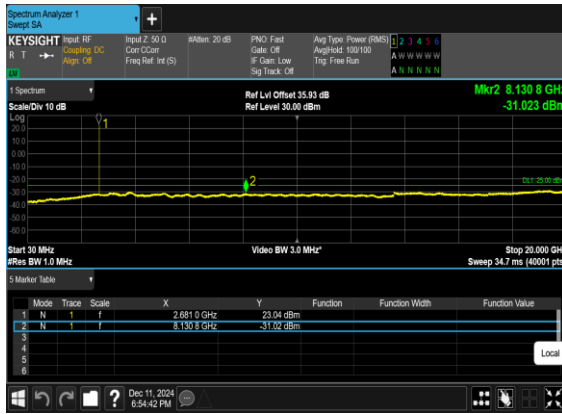 Spectrum Analyzer 1
Swept SA
+
KEYSIGHT
R T
LXI
Input: RF
Coupling: DC
Align: Off
Input Z: 50 Ω
Corr CCorr
Freq Ref: Int (S)
#Atten: 20 dB
PNO: Fast
Gate: Off
IF Gain: Low
Sig Track: Off
Avg Type: Power (RMS)
Avg|Hold: 100/100
Trig: Free Run
1 2 3 4 5 6
A W W W W W
A N N N N N
1 Spectrum
Scale/Div 10 dB
Ref Lvl Offset 35.93 dB
Ref Level 30.00 dBm
Mkr2 8.130 8 GHz
-31.023 dBm
Log
20.0
10.0
0.00
-10.0
-20.0
-30.0
-40.0
-50.0
-60.0
1
2
DL1 -25.00 dBm
Start 30 MHz
#Res BW 1.0 MHz
Video BW 3.0 MHz*
Stop 20.000 GHz
Sweep 34.7 ms (40001 pts)
5 Marker Table
Mode Trace Scale X Y Function Function Width Function Value
1 N 1 f 2.681 0 GHz 23.04 dBm
2 N 1 f 8.130 8 GHz -31.02 dBm
3
4
5
6
Local
?
Dec 11, 2024
6:54:42 PM